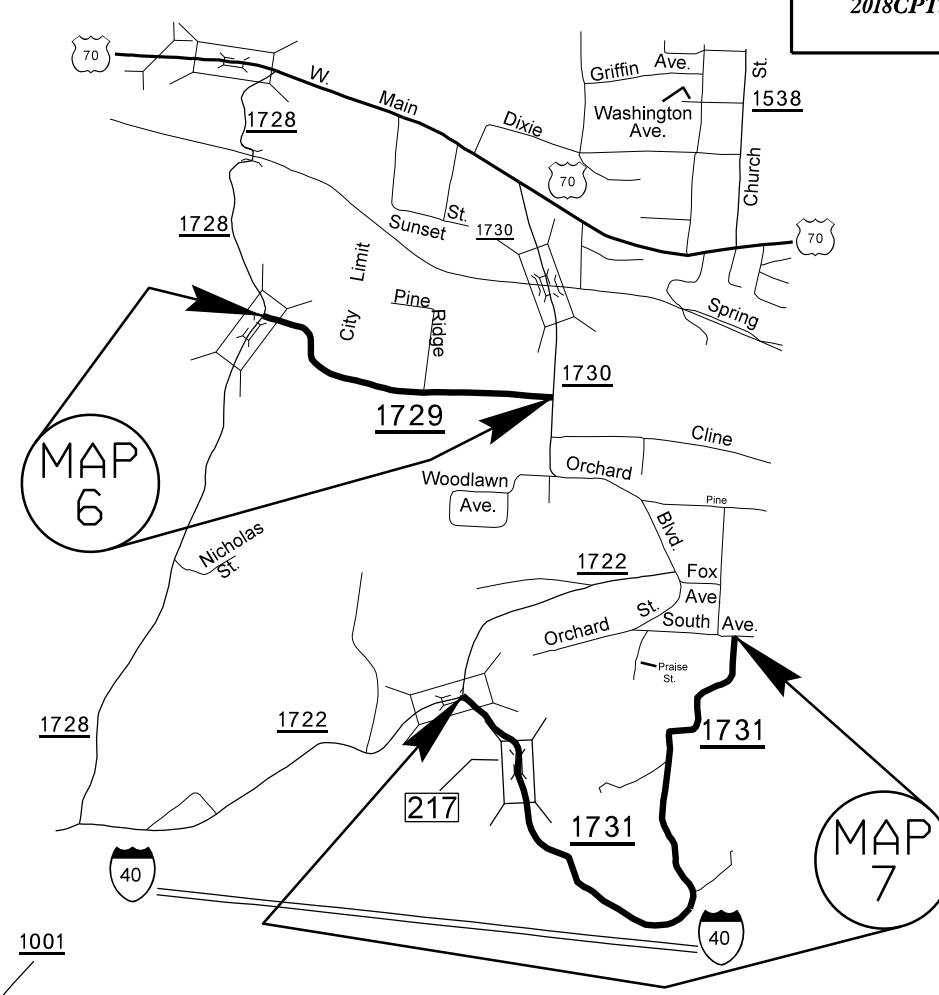 2018CPT.
70
W.
Main
Griffin Ave.
St.
1538
Washington
Ave.
1728
Dixie
70
Church
1728
Sunset St.
1730
70
City Limit
Pine
Ridge
Spring
1730
1729
MAP
6
Cline
Orchard
Woodlawn
Ave.
Pine
Blvd.
Nicholas
St.
1722
Fox
Ave.
Orchard St.
South Ave.
Praise
St.
1728
1722
1731
217
1731
MAP
7
40
40
1001